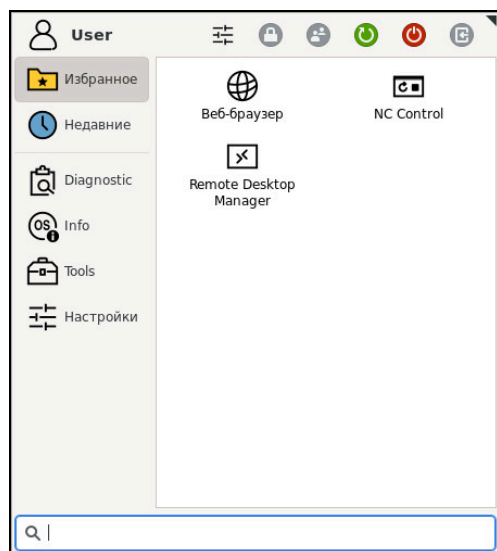 User
Избранное
Недавние
Diagnostic
Info
Tools
Настройки
Веб-браузер
NC Control
Remote Desktop
Manager